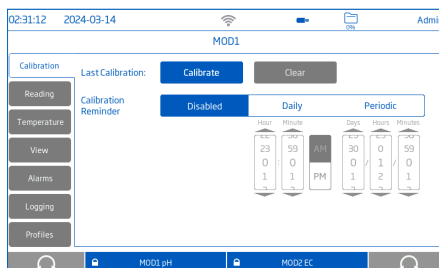 02:31:12 2024-03-14 0% Admin
MOD1
Calibration
Last Calibration: Calibrate Clear
Reading
Calibration Reminder Disabled Daily Periodic
Temperature
Hour Minute Days Hours Minutes
23 59 AM 30 0 59
0 : 0 0 / 1 / 0
1 1 PM 1 2 1
View
Alarms
Logging
Profiles
MOD1 pH MOD2 EC